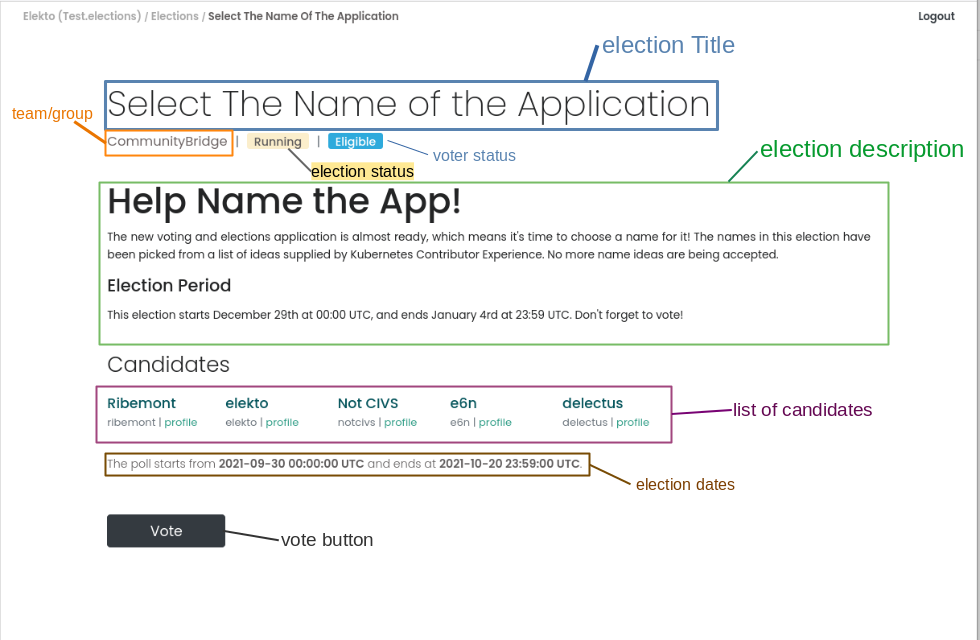 Elekto (Test.elections) / Elections / Select The Name Of The Application
Logout
election Title
Select The Name of the Application
team/group
CommunityBridge | Running | Eligible
voter status
election status
election description
Help Name the App!
The new voting and elections application is almost ready, which means it's time to choose a name for it! The names in this election have
been picked from a list of ideas supplied by Kubernetes Contributor Experience. No more name ideas are being accepted.
Election Period
This election starts December 29th at 00:00 UTC, and ends January 4rd at 23:59 UTC. Don't forget to vote!
Candidates
Ribemont elekto Not CIVS e6n delectus
ribemont | profile elekto | profile notcivs | profile e6n | profile delectus | profile
list of candidates
The poll starts from 2021-09-30 00:00:00 UTC and ends at 2021-10-20 23:59:00 UTC.
election dates
Vote
vote button